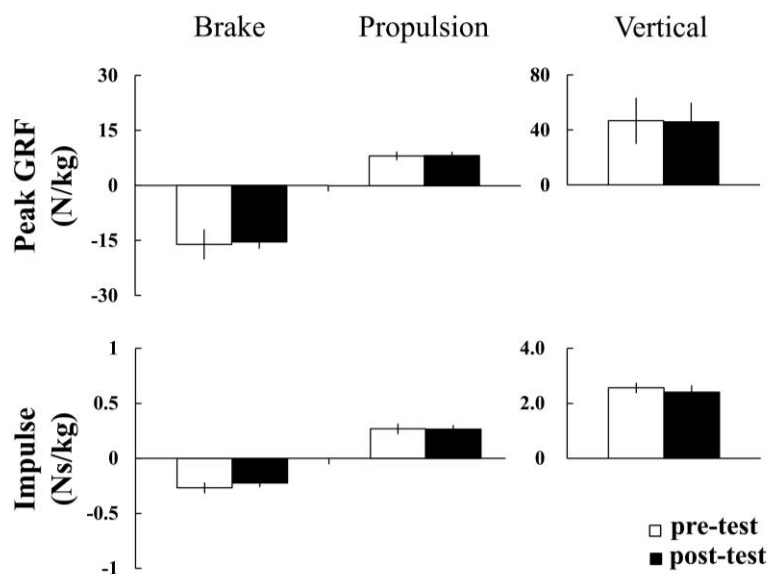 Brake Propulsion Vertical
Peak GRF
(N/kg)
30
15
0
-15
-30
80
40
0
Impulse
(Ns/kg)
1
0.5
0
-0.5
-1
4.0
2.0
0
pre-test
post-test